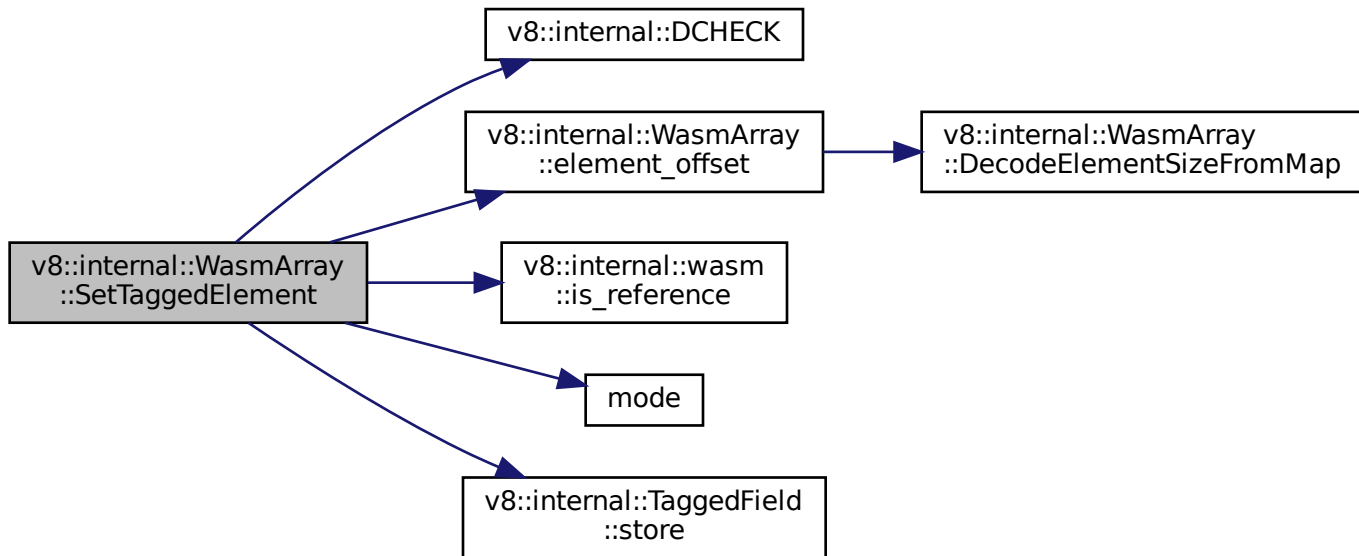 v8::internal::DCHECK
v8::internal::WasmArray
::element_offset
v8::internal::WasmArray
::DecodeElementSizeFromMap
v8::internal::WasmArray
::SetTaggedElement
v8::internal::wasm
::is_reference
mode
v8::internal::TaggedField
::store